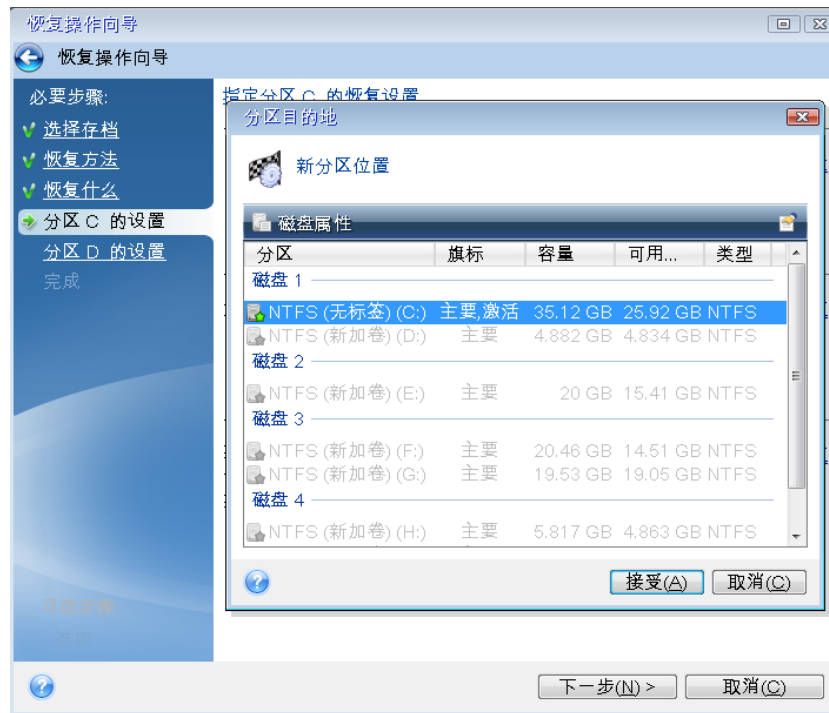 恢复操作向导
恢复操作向导
必要步骤:
选择存档
恢复方法
恢复什么
分区 C 的设置
分区 D 的设置
完成
指定分区 C 的恢复设置
分区目的地
新分区位置
磁盘属性
分区 旗标 容量 可用... 类型
磁盘 1
NTFS (无标签) (C:) 主要,激活 35.12 GB 25.92 GB NTFS
NTFS (新加卷) (D:) 主要 4.882 GB 4.834 GB NTFS
磁盘 2
NTFS (新加卷) (E:) 主要 20 GB 15.41 GB NTFS
磁盘 3
NTFS (新加卷) (F:) 主要 20.46 GB 14.51 GB NTFS
NTFS (新加卷) (G:) 主要 19.53 GB 19.05 GB NTFS
磁盘 4
NTFS (新加卷) (H:) 主要 5.817 GB 4.863 GB NTFS
接受(A) 取消(C)
下一步(N) > 取消(C)